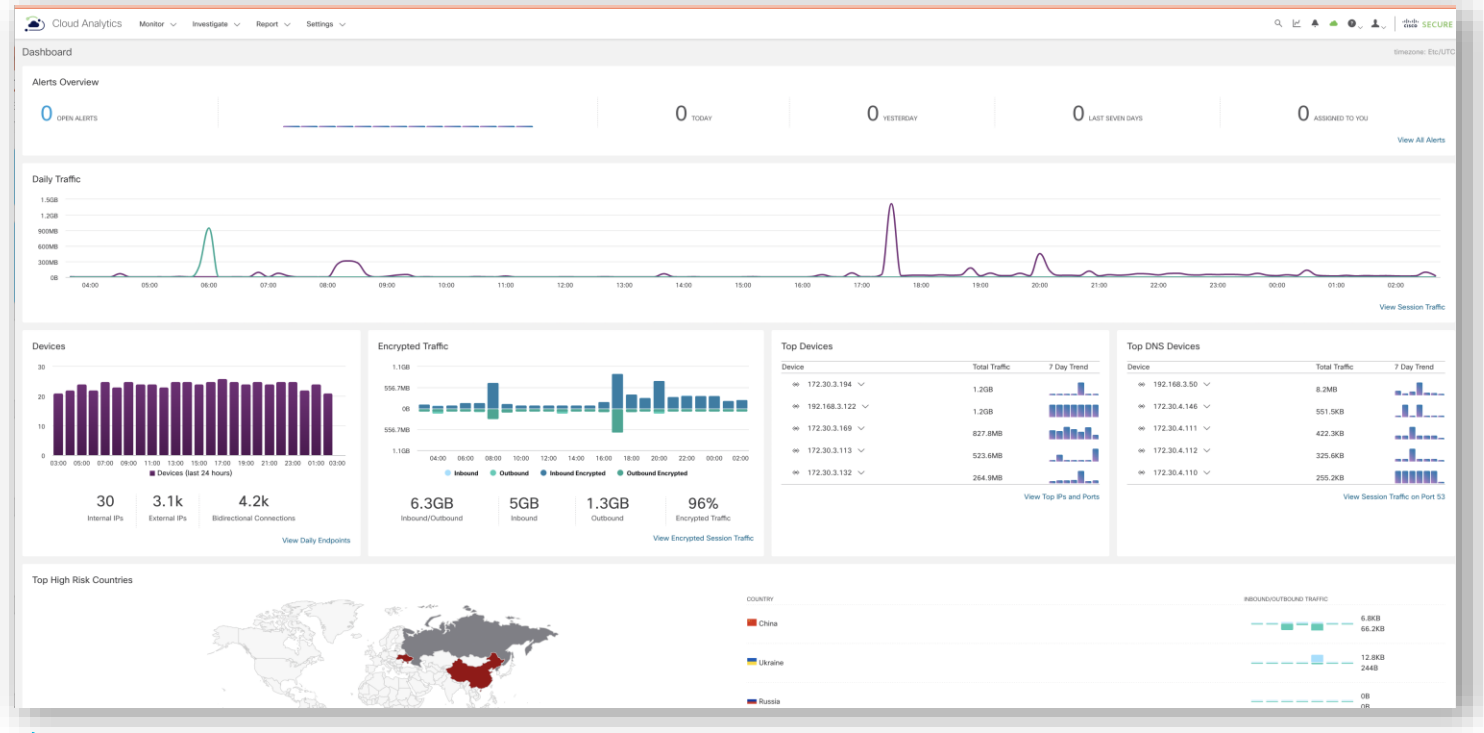 Cloud Analytics Monitor Investigate Report Settings CISCO SECURE
Dashboard timezone: Etc/UTC
Alerts Overview
0 OPEN ALERTS 0 TODAY 0 YESTERDAY 0 LAST SEVEN DAYS 0 ASSIGNED TO YOU
View All Alerts
Daily Traffic
1.5GB
1.2GB
900MB
600MB
300MB
0B
04:00 05:00 06:00 07:00 08:00 09:00 10:00 11:00 12:00 13:00 14:00 15:00 16:00 17:00 18:00 19:00 20:00 21:00 22:00 23:00 00:00 01:00 02:00
View Session Traffic
Devices
30
20
10
0
03:00 05:00 07:00 09:00 11:00 13:00 15:00 17:00 19:00 21:00 23:00 01:00 03:00
Devices (last 24 hours)
30 3.1k 4.2k
Internal IPs External IPs Bidirectional Connections
View Daily Endpoints
Encrypted Traffic
1.1GB
556.7MB
0B
556.7MB
1.1GB
04:00 06:00 08:00 10:00 12:00 14:00 16:00 18:00 20:00 22:00 00:00 02:00
Inbound Outbound Inbound Encrypted Outbound Encrypted
6.3GB 5GB 1.3GB 96%
Inbound/Outbound Inbound Outbound Encrypted Traffic
View Encrypted Session Traffic
Top Devices
Device Total Traffic 7 Day Trend
172.30.3.194 1.2GB
192.168.3.122 1.2GB
172.30.3.169 827.8MB
172.30.3.113 523.6MB
172.30.3.132 264.9MB
View Top IPs and Ports
Top DNS Devices
Device Total Traffic 7 Day Trend
192.168.3.50 8.2MB
172.30.4.146 551.5KB
172.30.4.111 422.3KB
172.30.4.112 325.6KB
172.30.4.110 255.2KB
View Session Traffic on Port 53
Top High Risk Countries
COUNTRY INBOUND/OUTBOUND TRAFFIC
China 6.8KB
66.2KB
Ukraine 12.8KB
244B
Russia 0B
0B